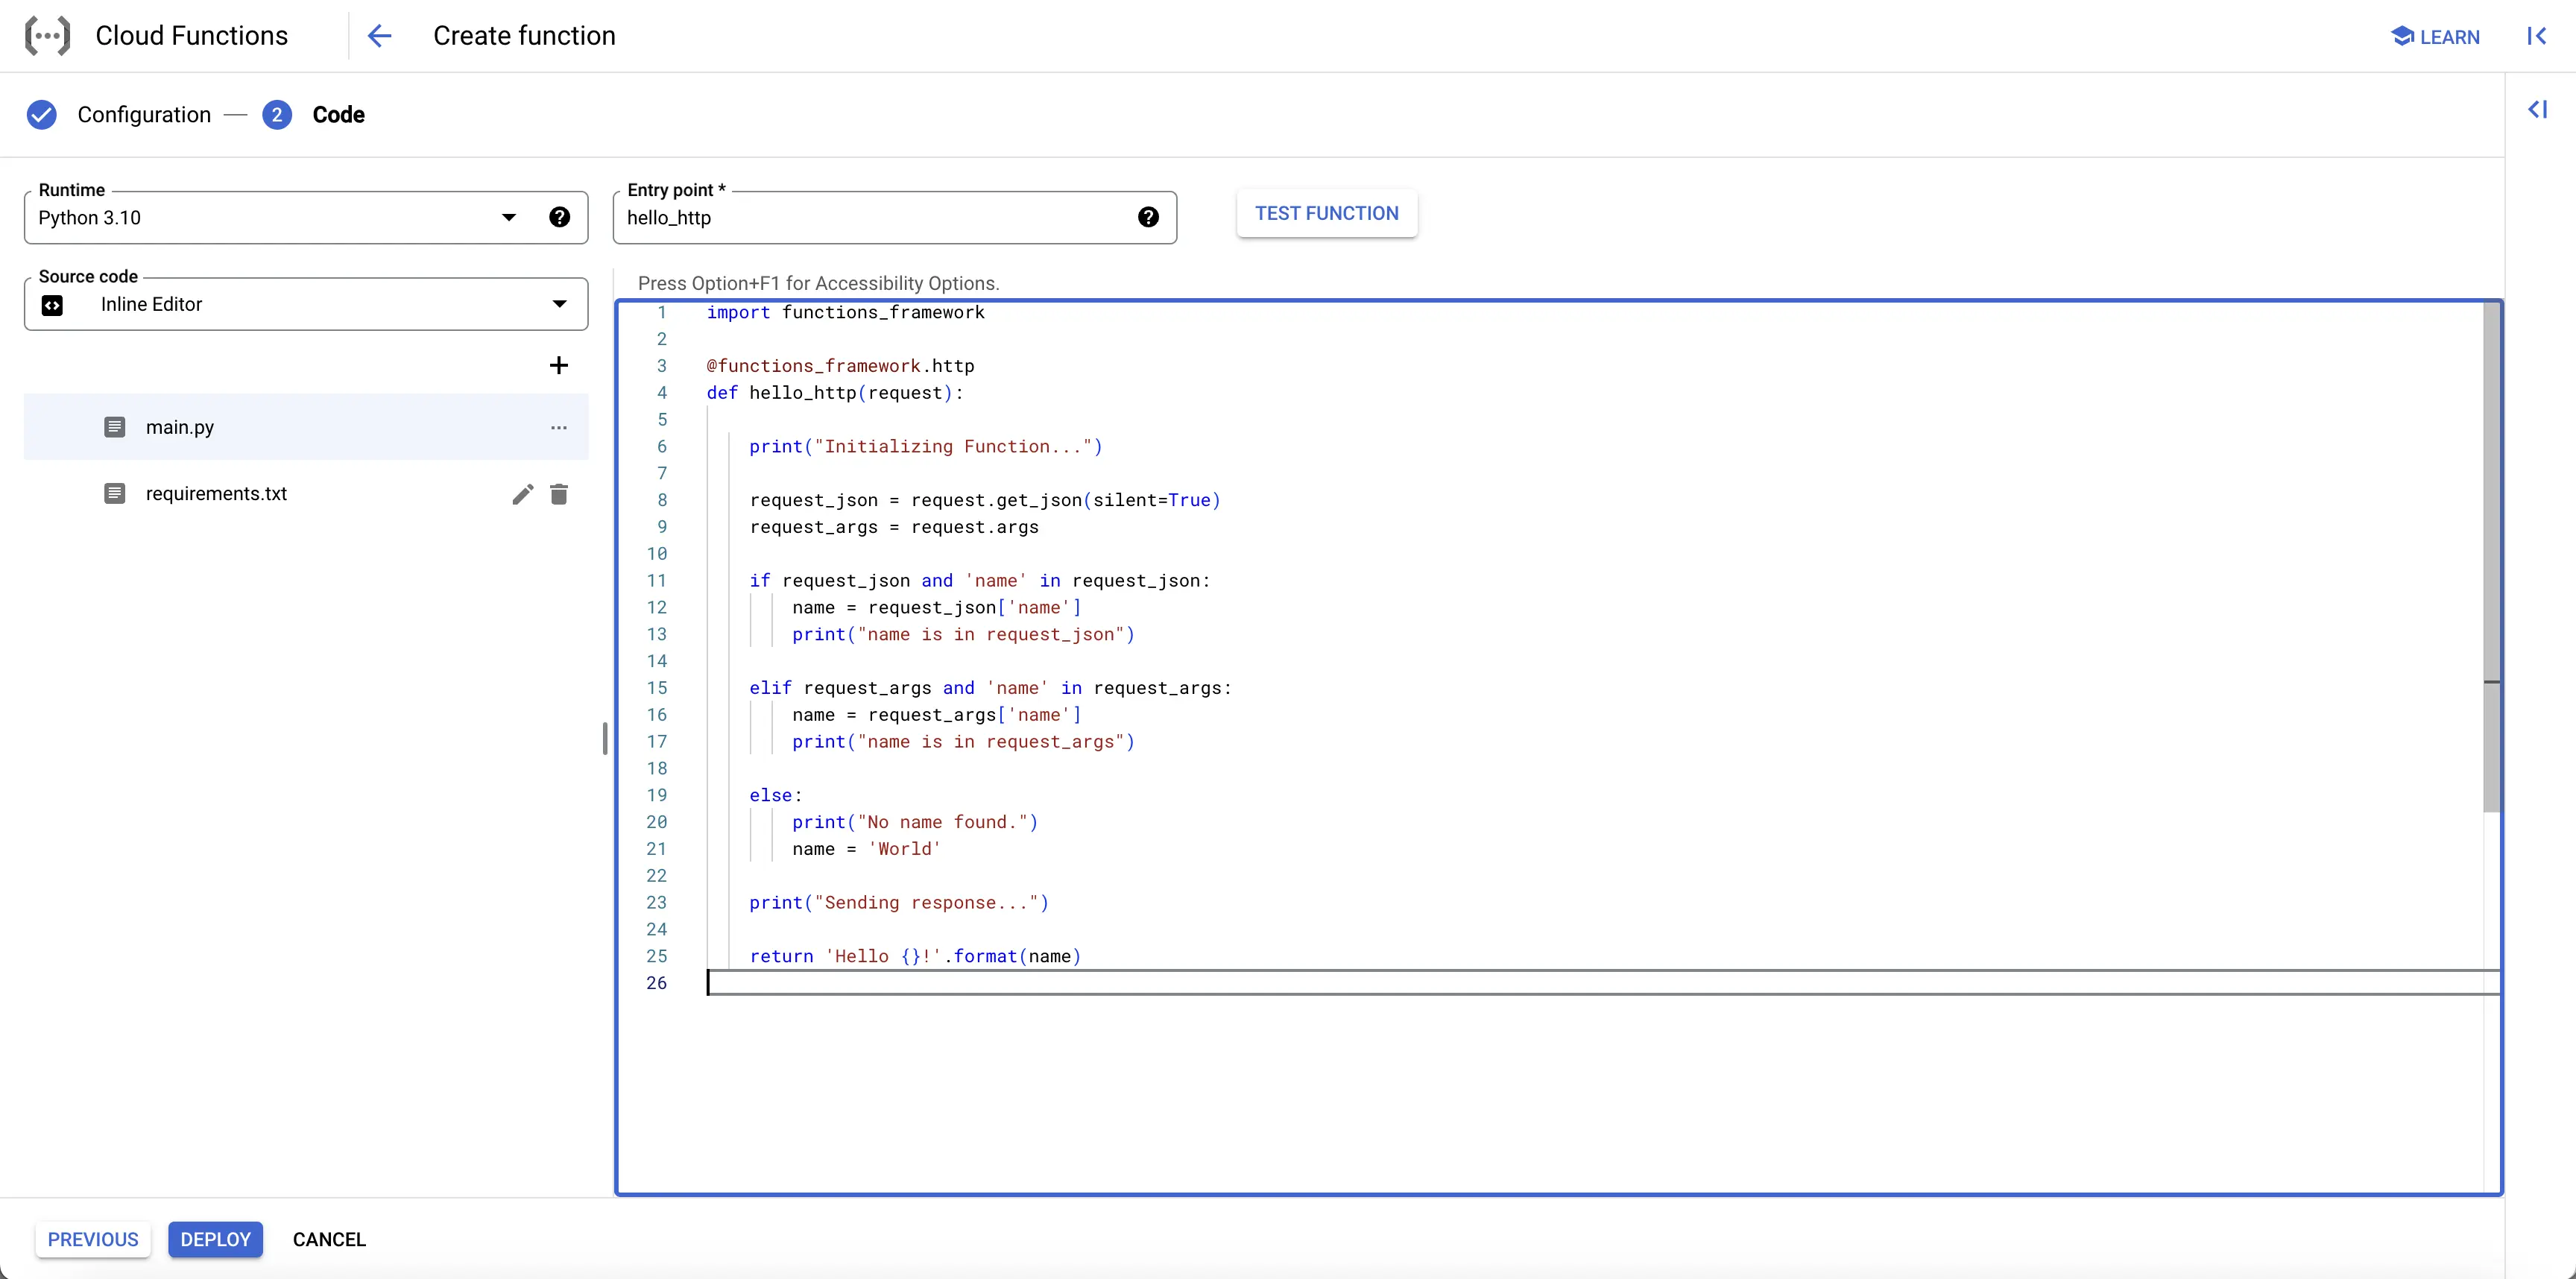 Cloud Functions
Create function
LEARN
Configuration — 2 Code
Runtime
Python 3.10
Entry point *
hello_http
TEST FUNCTION
Source code
Inline Editor
main.py
requirements.txt
Press Option+F1 for Accessibility Options.
1 import functions_framework
2
3 @functions_framework.http
4 def hello_http(request):
5
6 print("Initializing Function...")
7
8 request_json = request.get_json(silent=True)
9 request_args = request.args
10
11 if request_json and 'name' in request_json:
12 name = request_json['name']
13 print("name is in request_json")
14
15 elif request_args and 'name' in request_args:
16 name = request_args['name']
17 print("name is in request_args")
18
19 else:
20 print("No name found.")
21 name = 'World'
22
23 print("Sending response...")
24
25 return 'Hello {}!'.format(name)
26
PREVIOUS DEPLOY CANCEL